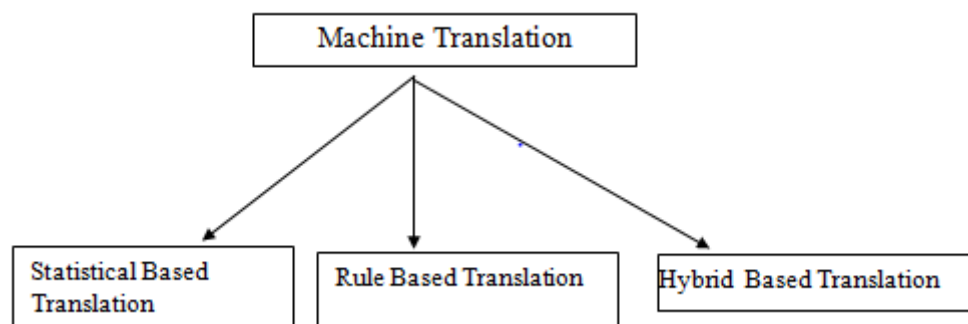 Machine Translation
Statistical Based
Translation
Rule Based Translation
Hybrid Based Translation